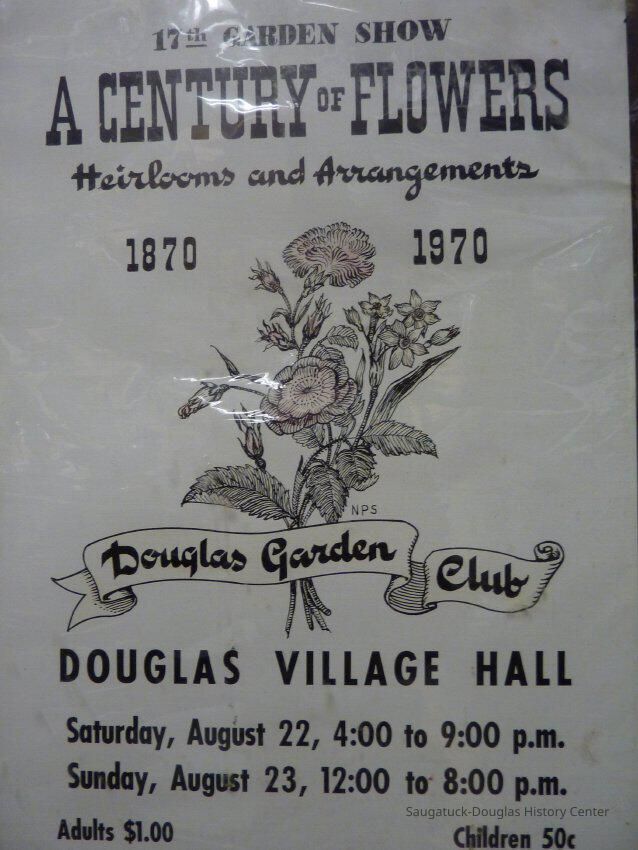 17th GARDEN SHOW
A CENTURY OF FLOWERS
Heirlooms and Arrangements
1870 1970
NPS
Douglas Garden Club
DOUGLAS VILLAGE HALL
Saturday, August 22, 4:00 to 9:00 p.m.
Sunday, August 23, 12:00 to 8:00 p.m.
Saugatuck-Douglas History Center
Adults $1.00 Children 50c